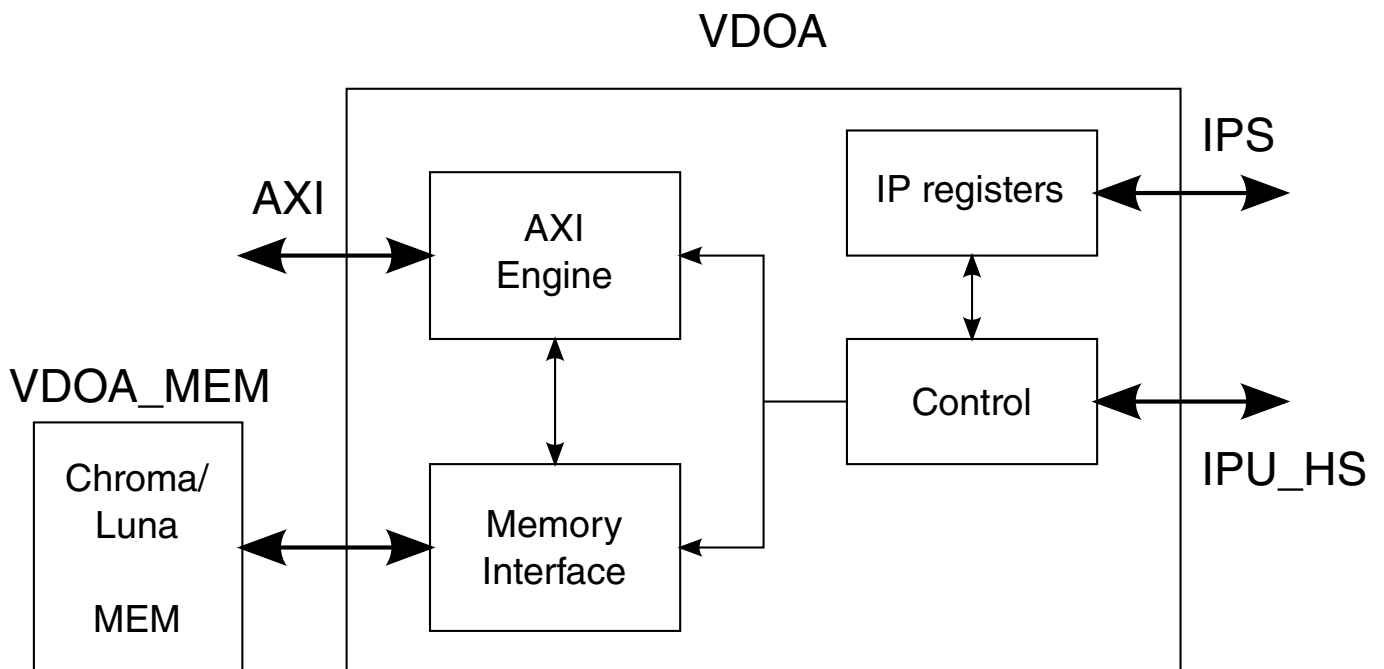 VDOA
IPS
IP registers
AXI
AXI
Engine
VDOA_MEM
Control
Chroma/
Luna
MEM
IPU_HS
Memory
Interface